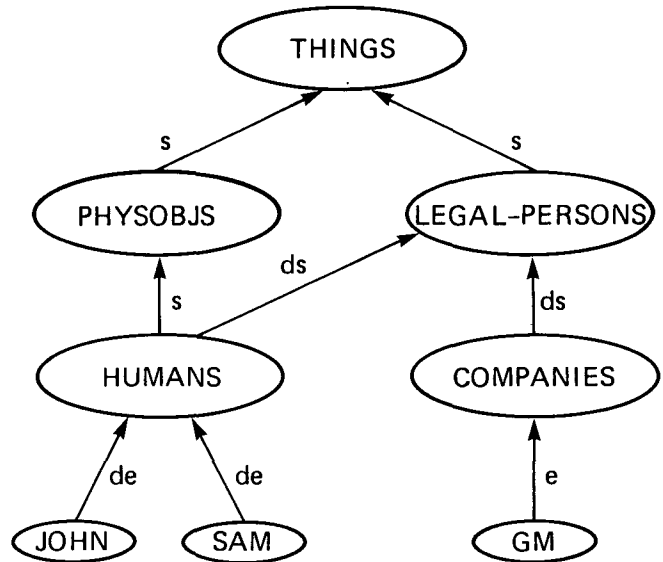 THINGS
s
s
PHYSOBJS
LEGAL-PERSONS
ds
s
ds
HUMANS
COMPANIES
de
de
e
JOHN
SAM
GM